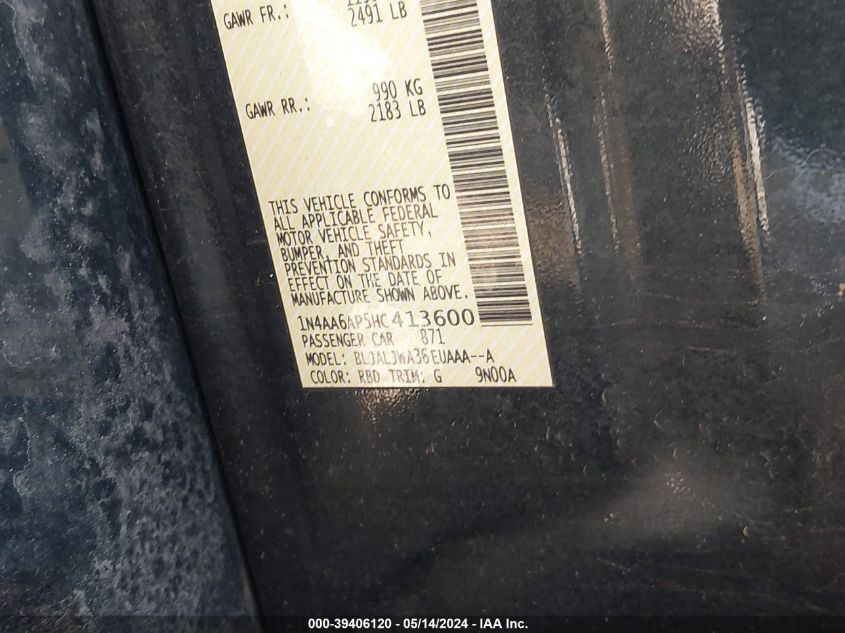 GAWR FR.:
2491 LB
990 KG
GAWR RR.:
2183 LB
THIS VEHICLE CONFORMS TO
ALL APPLICABLE FEDERAL
MOTOR VEHICLE SAFETY,
BUMPER, AND THEFT
PREVENTION STANDARDS IN
EFFECT ON THE DATE OF
MANUFACTURE SHOWN ABOVE.
1N4AA6AP5HC413600
PASSENGER CAR 871
MODEL: BL3ALJWA36EUAAA--A
COLOR: RBD TRIM: G 9N00A
000-39406120 - 05/14/2024 - IAA Inc.